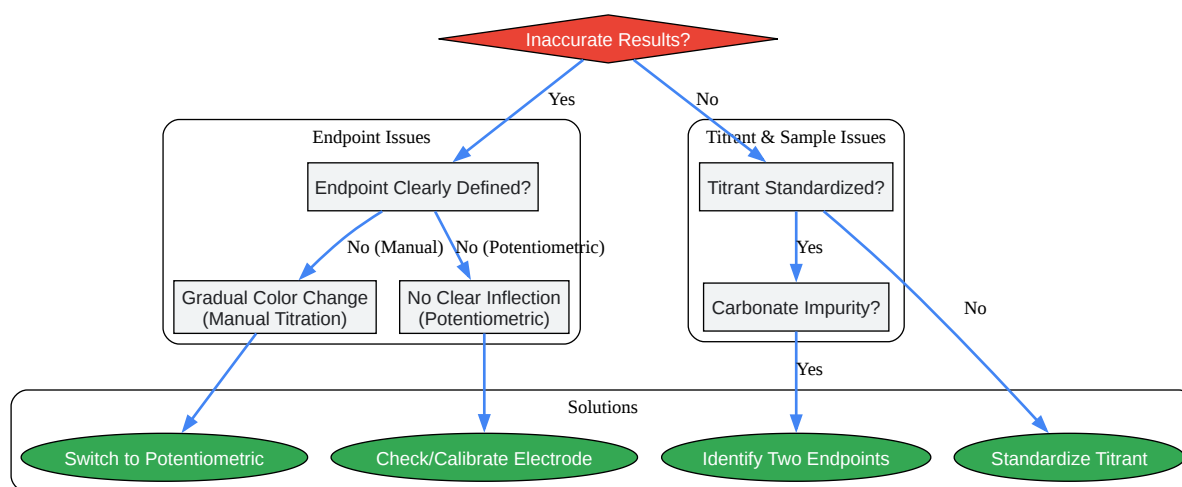 Inaccurate Results?
Yes
No
Endpoint Issues
Titrant & Sample Issues
Endpoint Clearly Defined?
Titrant Standardized?
No (Manual)
No (Potentiometric)
Yes
Gradual Color Change
(Manual Titration)
No Clear Inflection
(Potentiometric)
Carbonate Impurity?
No
Yes
Solutions
Switch to Potentiometric
Check/Calibrate Electrode
Identify Two Endpoints
Standardize Titrant